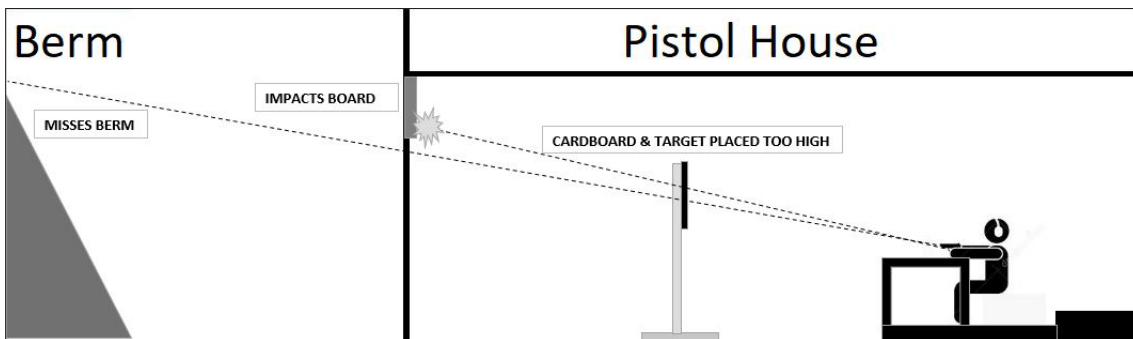 Berm
Pistol House
IMPACTS BOARD
MISSES BERM
CARDBOARD & TARGET PLACED TOO HIGH